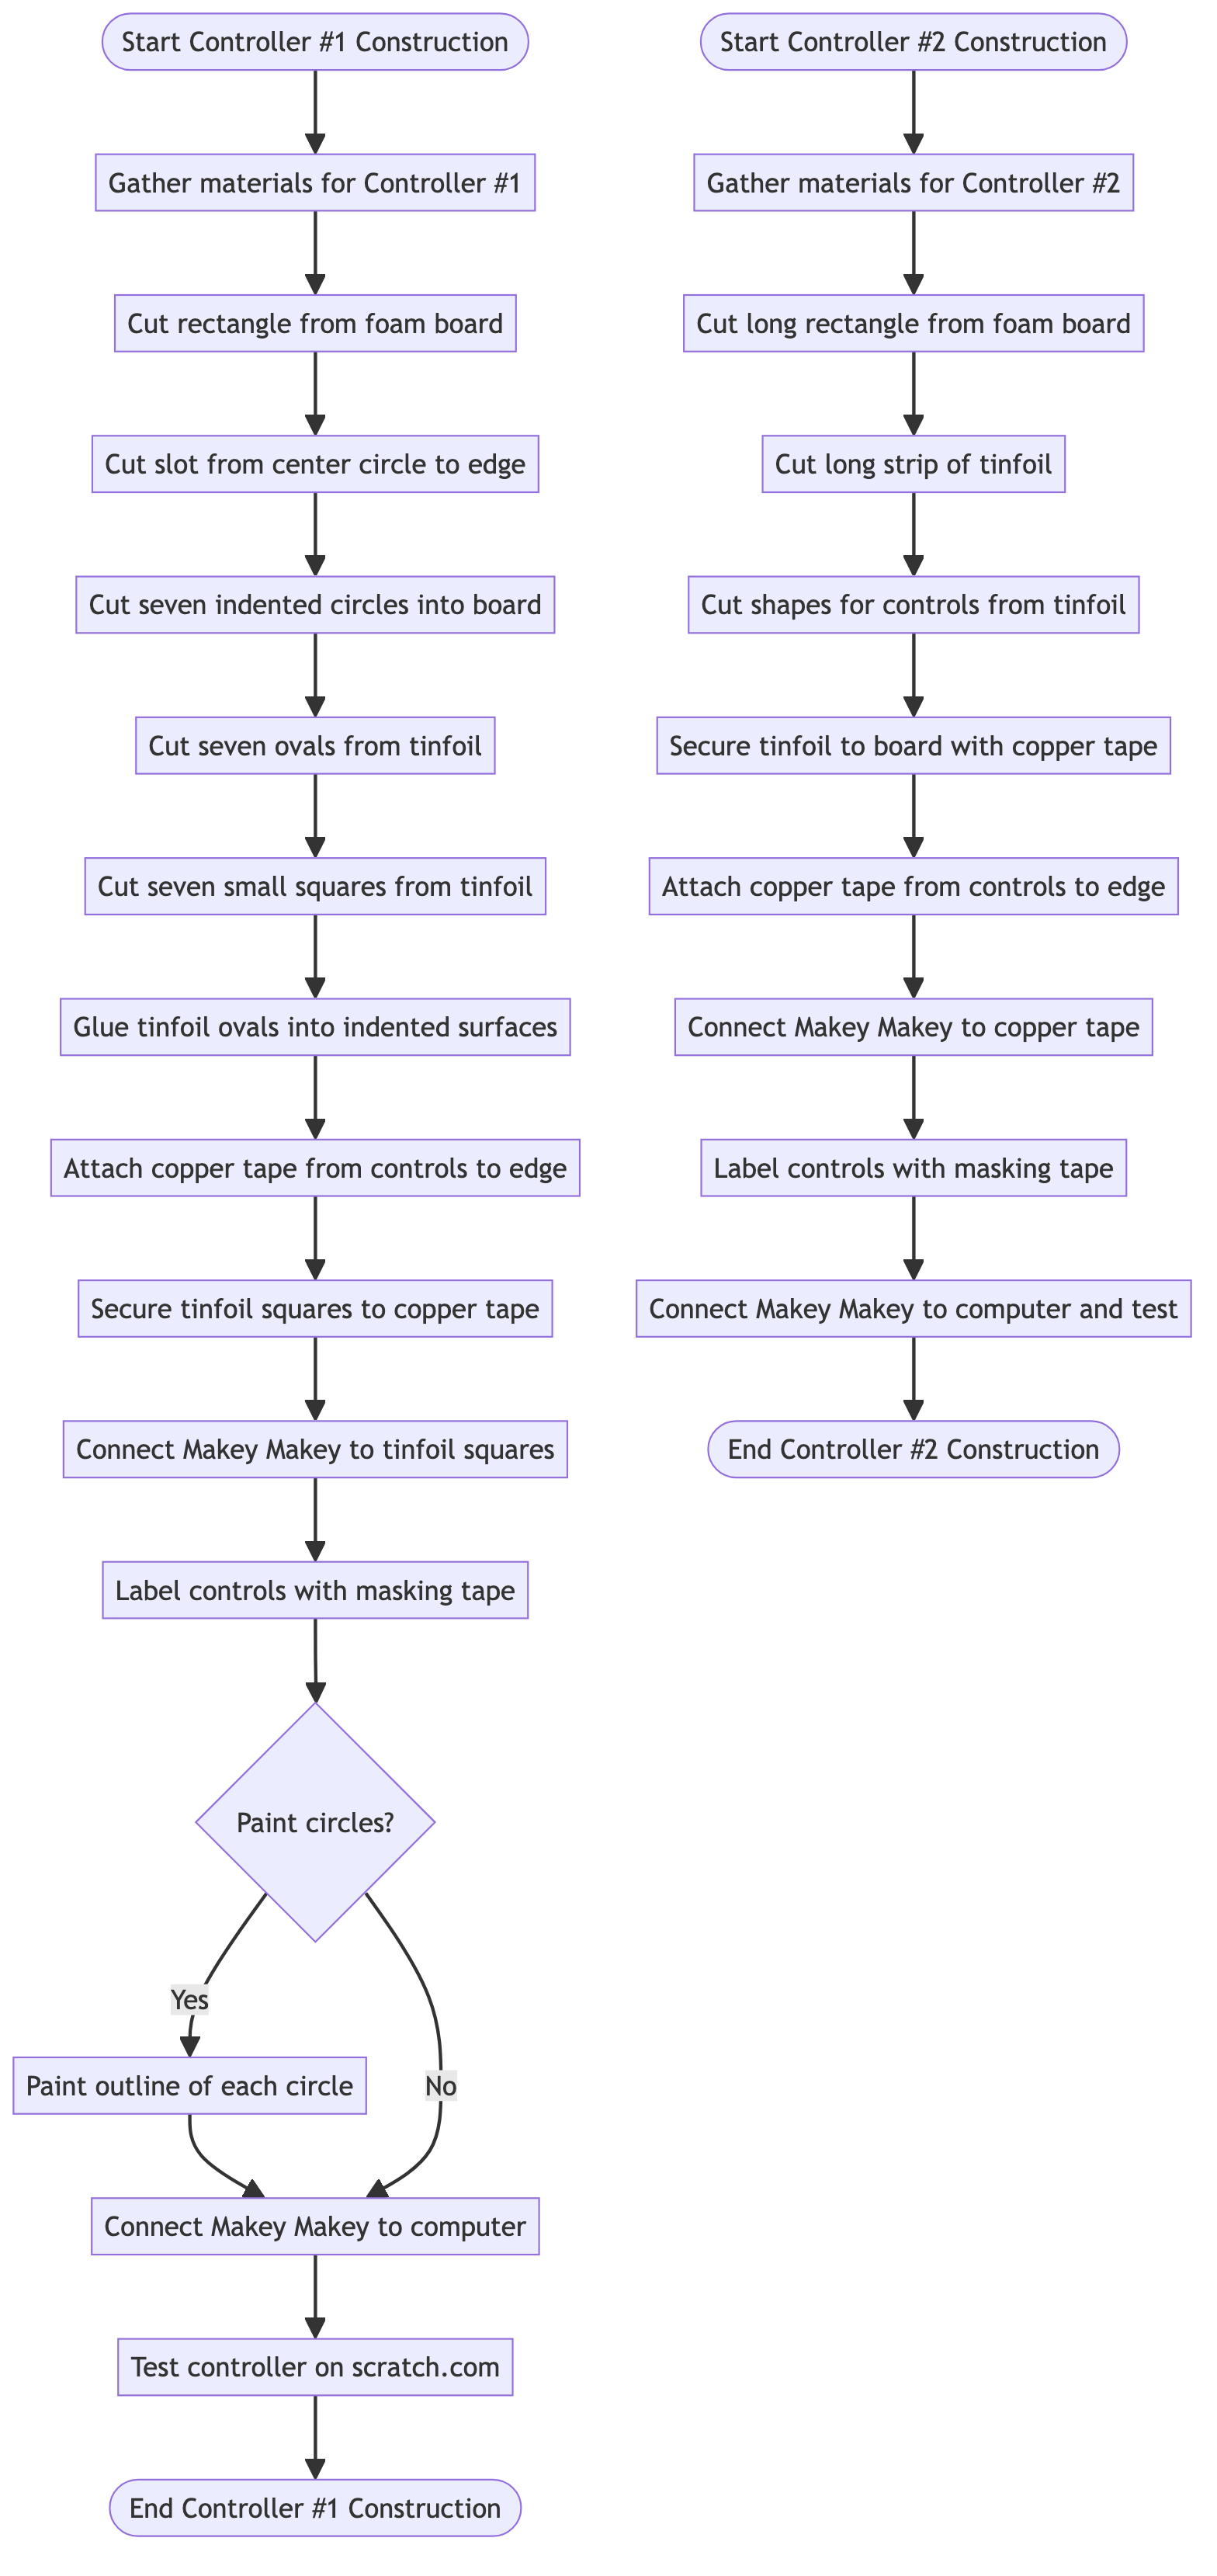 Start Controller #1 Construction
Gather materials for Controller #1
Cut rectangle from foam board
Cut slot from center circle to edge
Cut seven indented circles into board
Cut seven ovals from tinfoil
Cut seven small squares from tinfoil
Glue tinfoil ovals into indented surfaces
Attach copper tape from controls to edge
Secure tinfoil squares to copper tape
Connect Makey Makey to tinfoil squares
Label controls with masking tape
Paint circles?
Yes
No
Paint outline of each circle
Connect Makey Makey to computer
Test controller on scratch.com
End Controller #1 Construction
Start Controller #2 Construction
Gather materials for Controller #2
Cut long rectangle from foam board
Cut long strip of tinfoil
Cut shapes for controls from tinfoil
Secure tinfoil to board with copper tape
Attach copper tape from controls to edge
Connect Makey Makey to copper tape
Label controls with masking tape
Connect Makey Makey to computer and test
End Controller #2 Construction